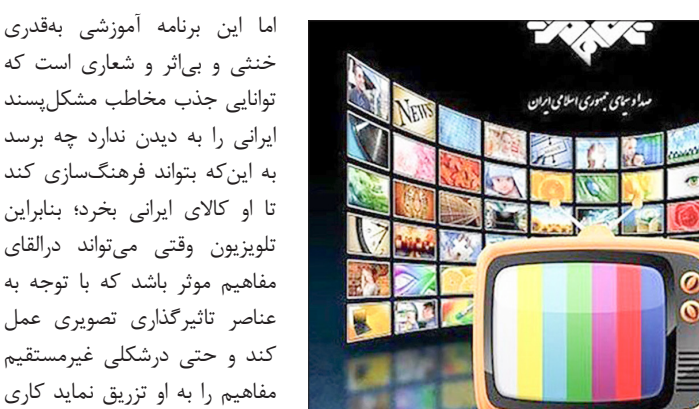 اما این برنامه آموزشی به‌قدری
خنثی و بی‌اثر و شعاری است که
توانایی جذب مخاطب مشکل‌پسند
ایرانی را به دیدن ندارد چه برسد
به این‌که بتواند فرهنگ‌سازی کند
تا او کالای ایرانی بخرد؛ بنابراین
تلویزیون وقتی می‌تواند درالقای
مفاهیم موثر باشد که با توجه به
عناصر تاثیرگذاری تصویری عمل
کند و حتی درشکلی غیرمستقیم
مفاهیم را به او تزریق نماید کاری
صدا و سیمای جمهوری اسلامی ایران
NEWS